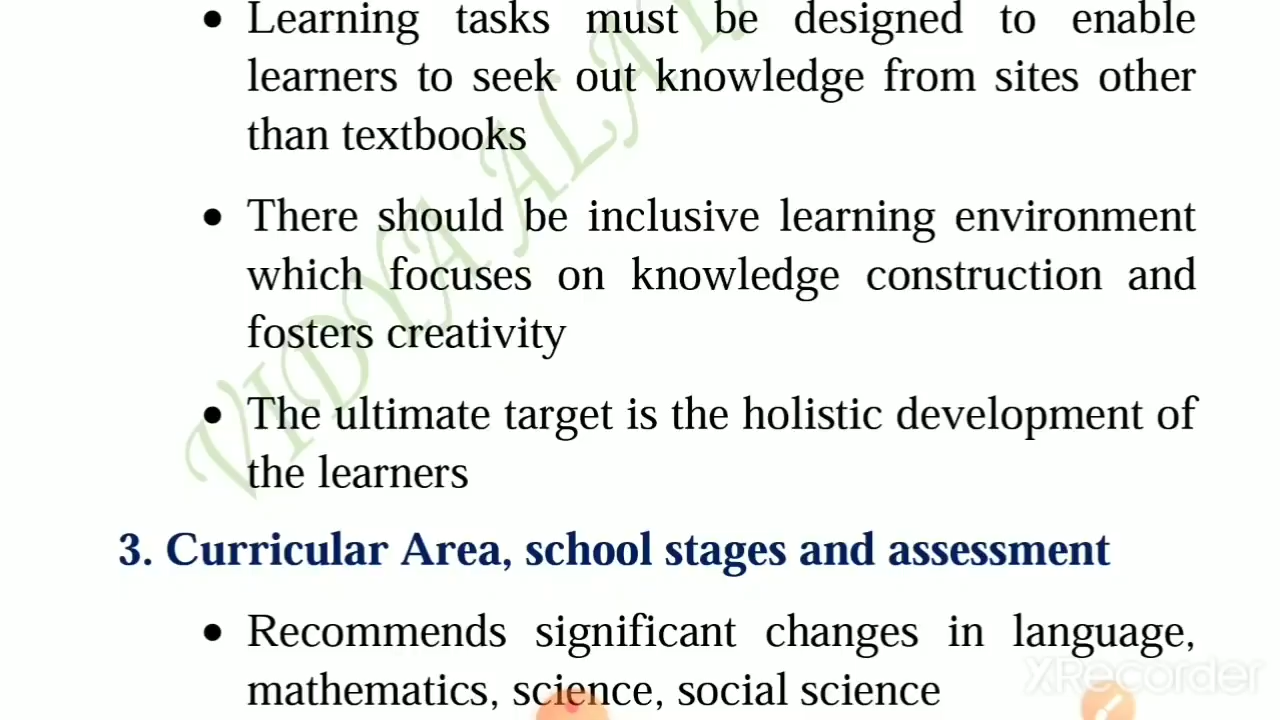 • Learning tasks must be designed to enable
learners to seek out knowledge from sites other
than textbooks
• There should be inclusive learning environment
which focuses on knowledge construction and
fosters creativity
• The ultimate target is the holistic development of
the learners
3. Curricular Area, school stages and assessment
• Recommends significant changes in language,
mathematics, science, social science
XRecorder